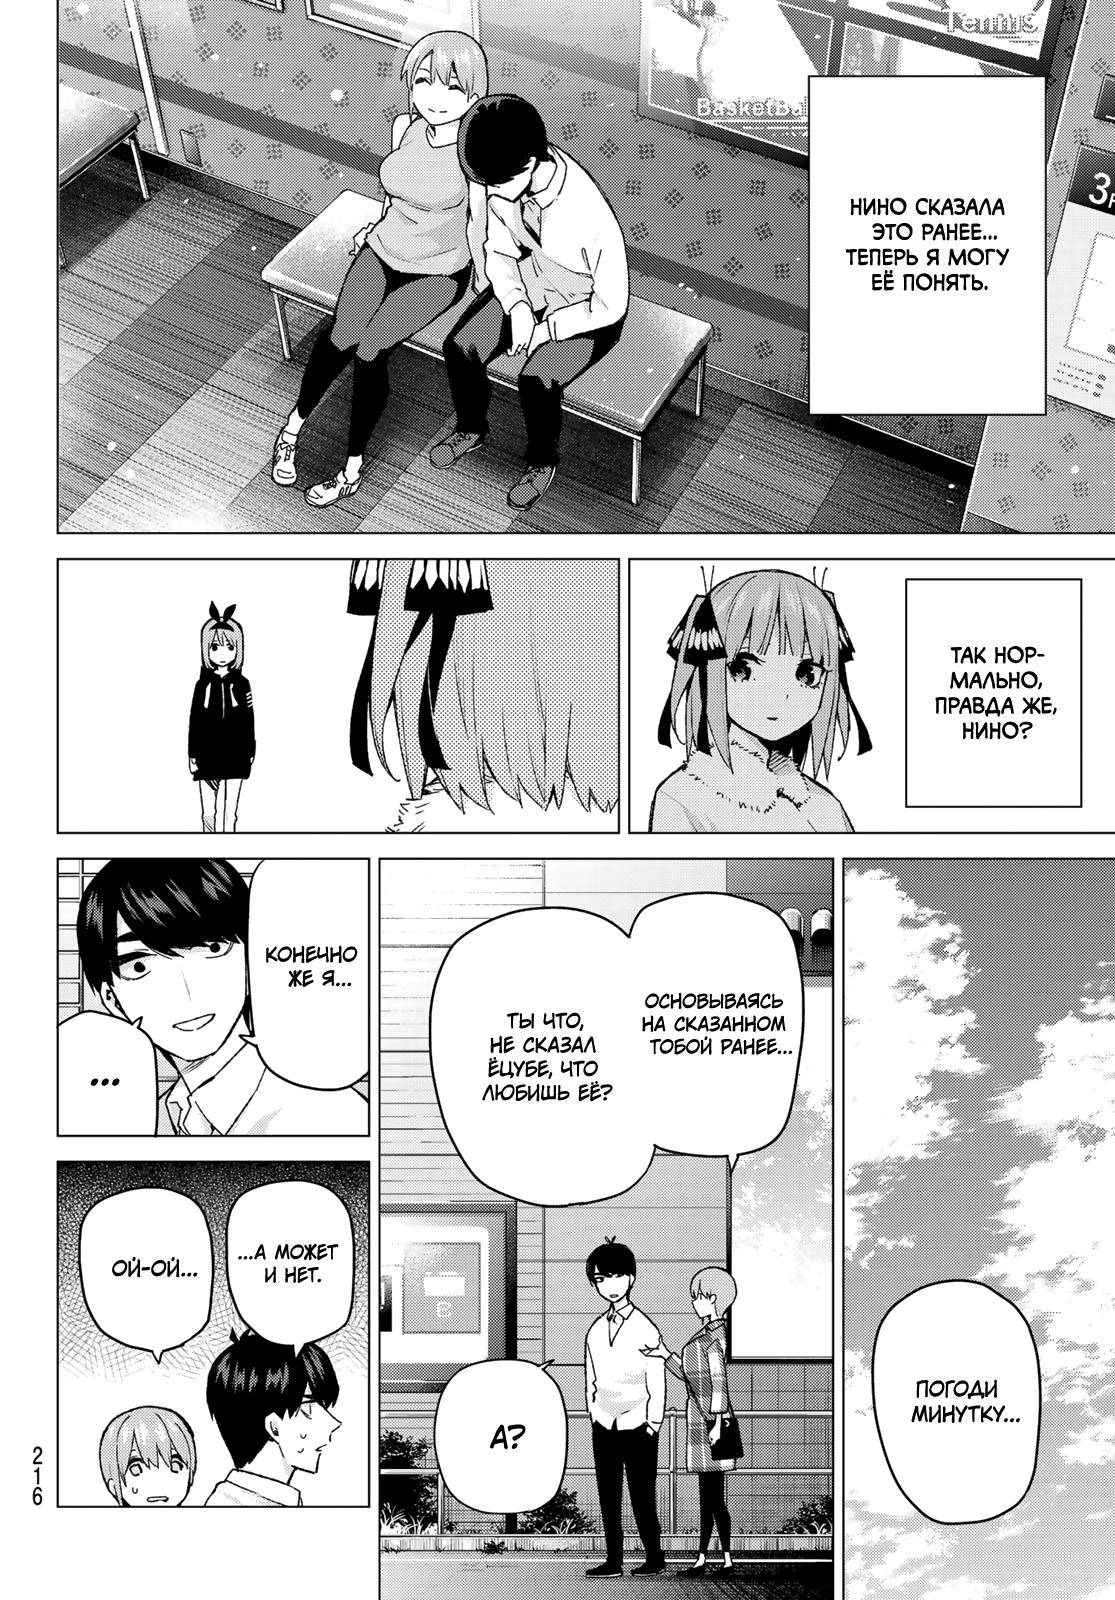 Tennis
BasketBa
3F
НИНО СКАЗАЛА
ЭТО РАНЕЕ...
ТЕПЕРЬ Я МОГУ
ЕЁ ПОНЯТЬ.
ТАК НОР-
МАЛЬНО,
ПРАВДА ЖЕ,
НИНО?
ПОГОДИ
МИНУТКУ...
ОСНОВЫВАЯСЬ
НА СКАЗАННОМ
ТОБОЙ РАНЕЕ...
ТЫ ЧТО,
НЕ СКАЗАЛ
ЁЦУБЕ, ЧТО
ЛЮБИШЬ ЕЁ?
А?
КОНЕЧНО
ЖЕ Я...
...
...А МОЖЕТ
И НЕТ.
ОЙ-ОЙ...
216